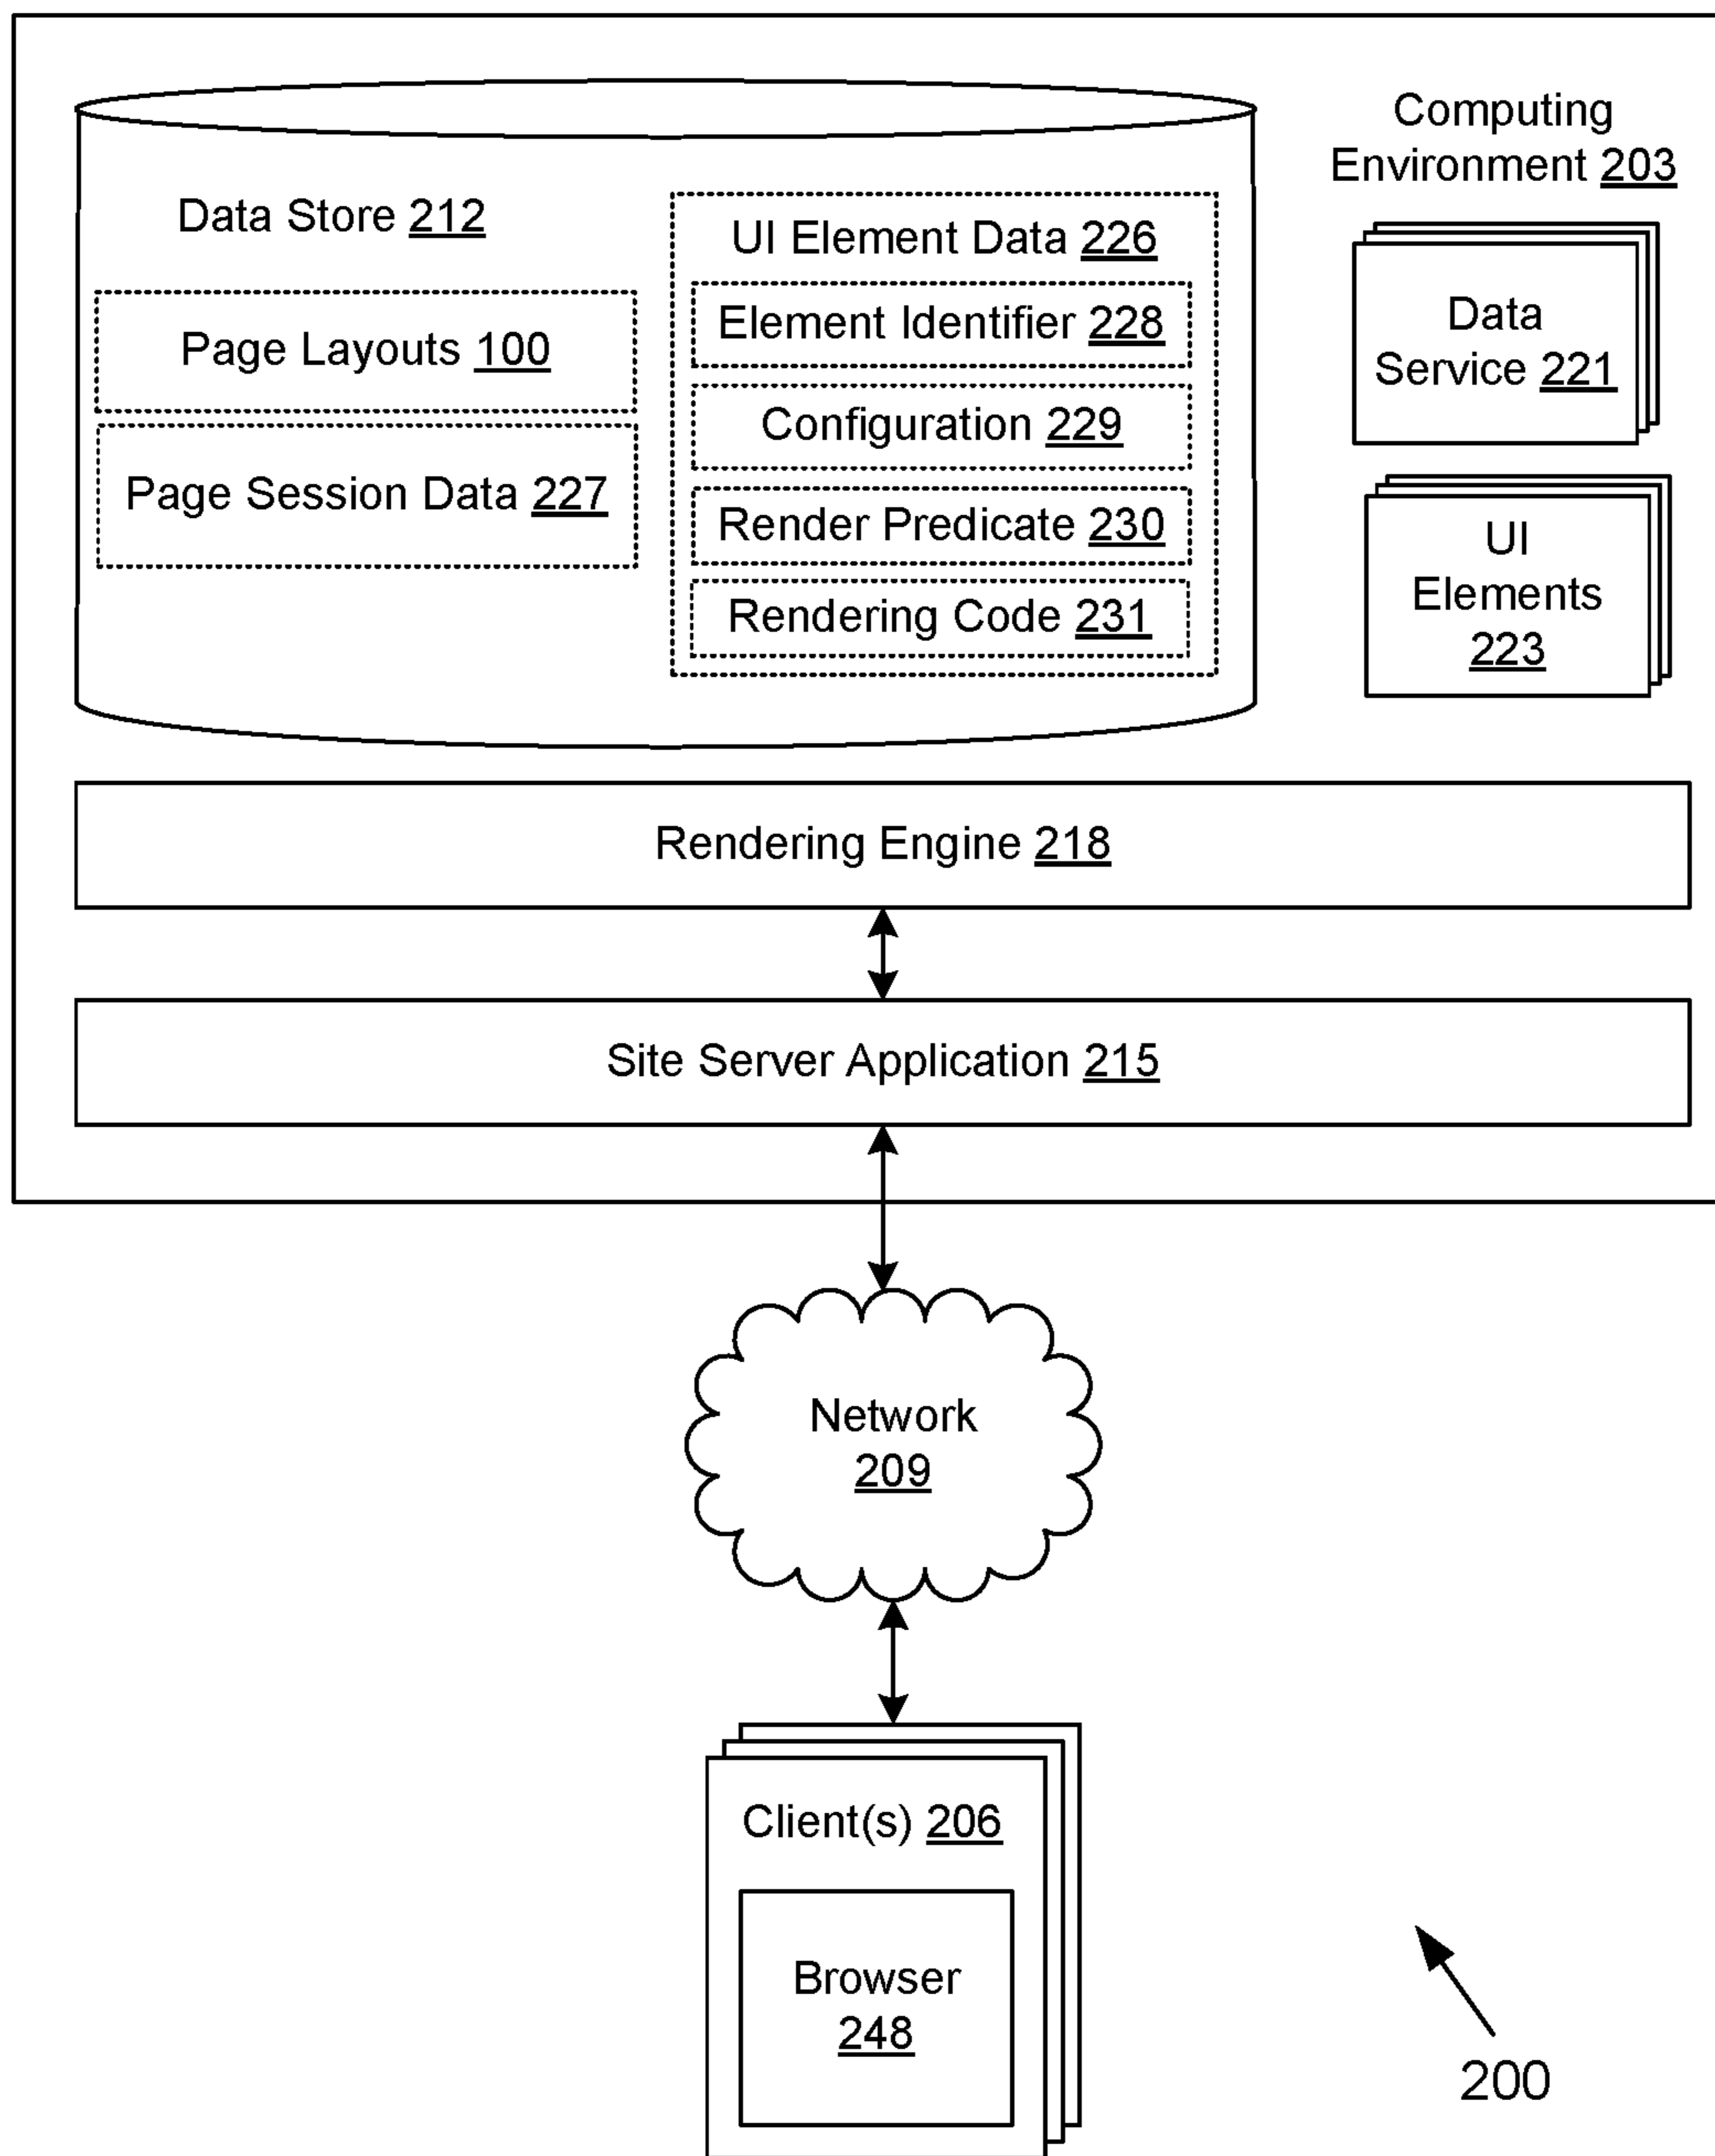 Computing
Environment 203
Data Store 212
Page Layouts 100
Page Session Data 227
UI Element Data 226
Element Identifier 228
Configuration 229
Render Predicate 230
Rendering Code 231
Data
Service 221
UI
Elements
223
Rendering Engine 218
Site Server Application 215
Network
209
Client(s) 206
Browser
248
200